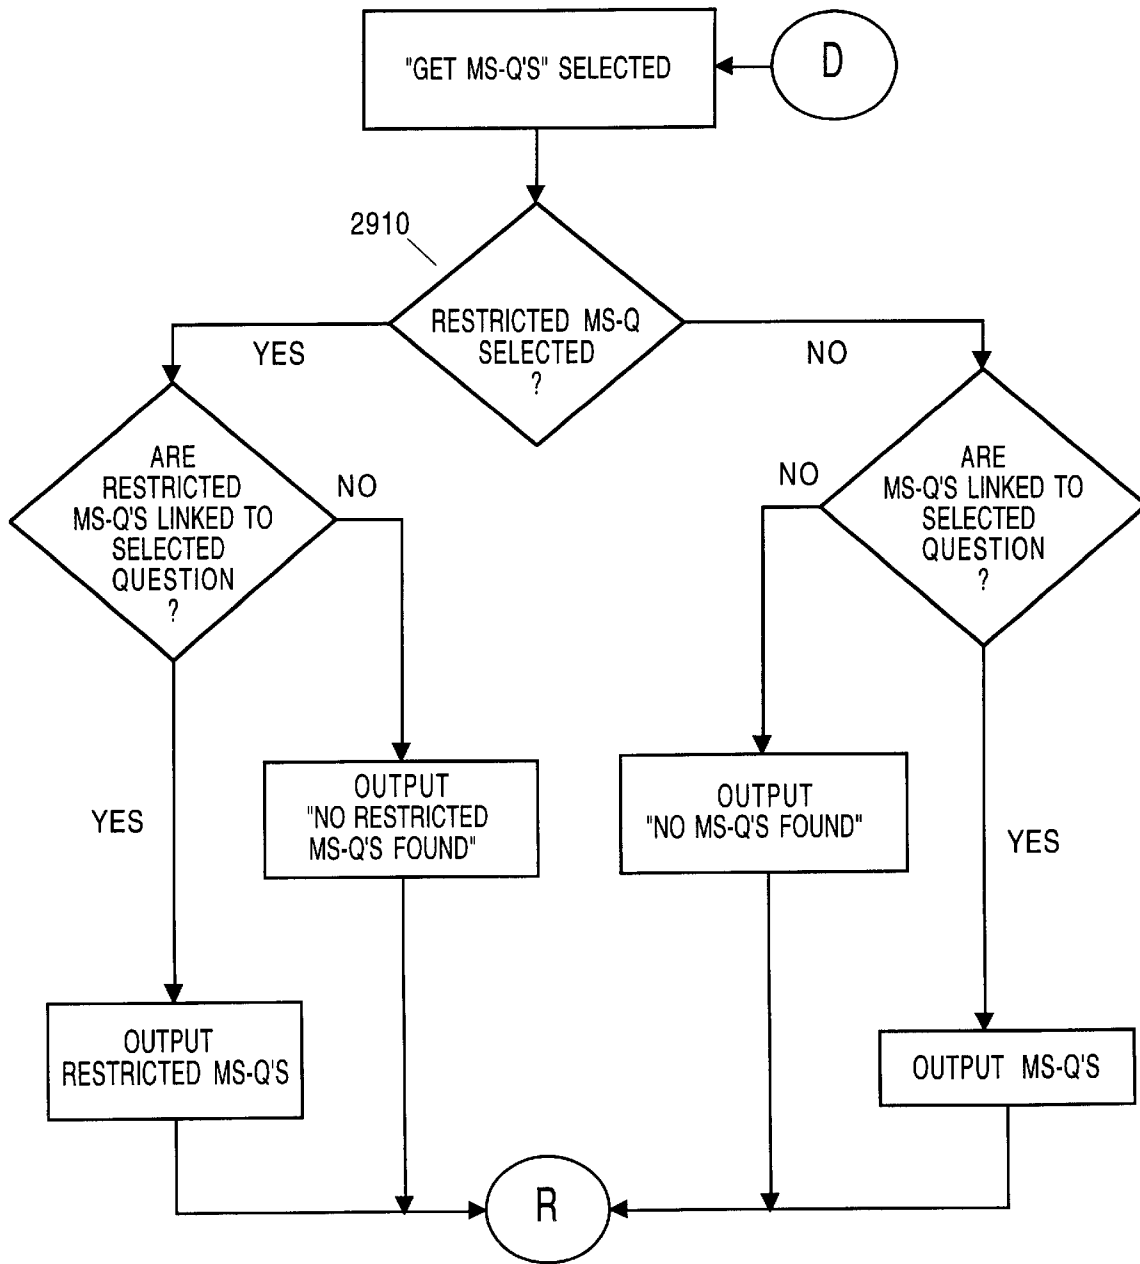 "GET MS-Q'S" SELECTED
D
2910
RESTRICTED MS-Q
SELECTED
?
YES
NO
ARE
RESTRICTED
MS-Q'S LINKED TO
SELECTED
QUESTION
?
NO
NO
ARE
MS-Q'S LINKED TO
SELECTED
QUESTION
?
YES
OUTPUT
"NO RESTRICTED
MS-Q'S FOUND"
OUTPUT
"NO MS-Q'S FOUND"
YES
OUTPUT
RESTRICTED MS-Q'S
OUTPUT MS-Q'S
R